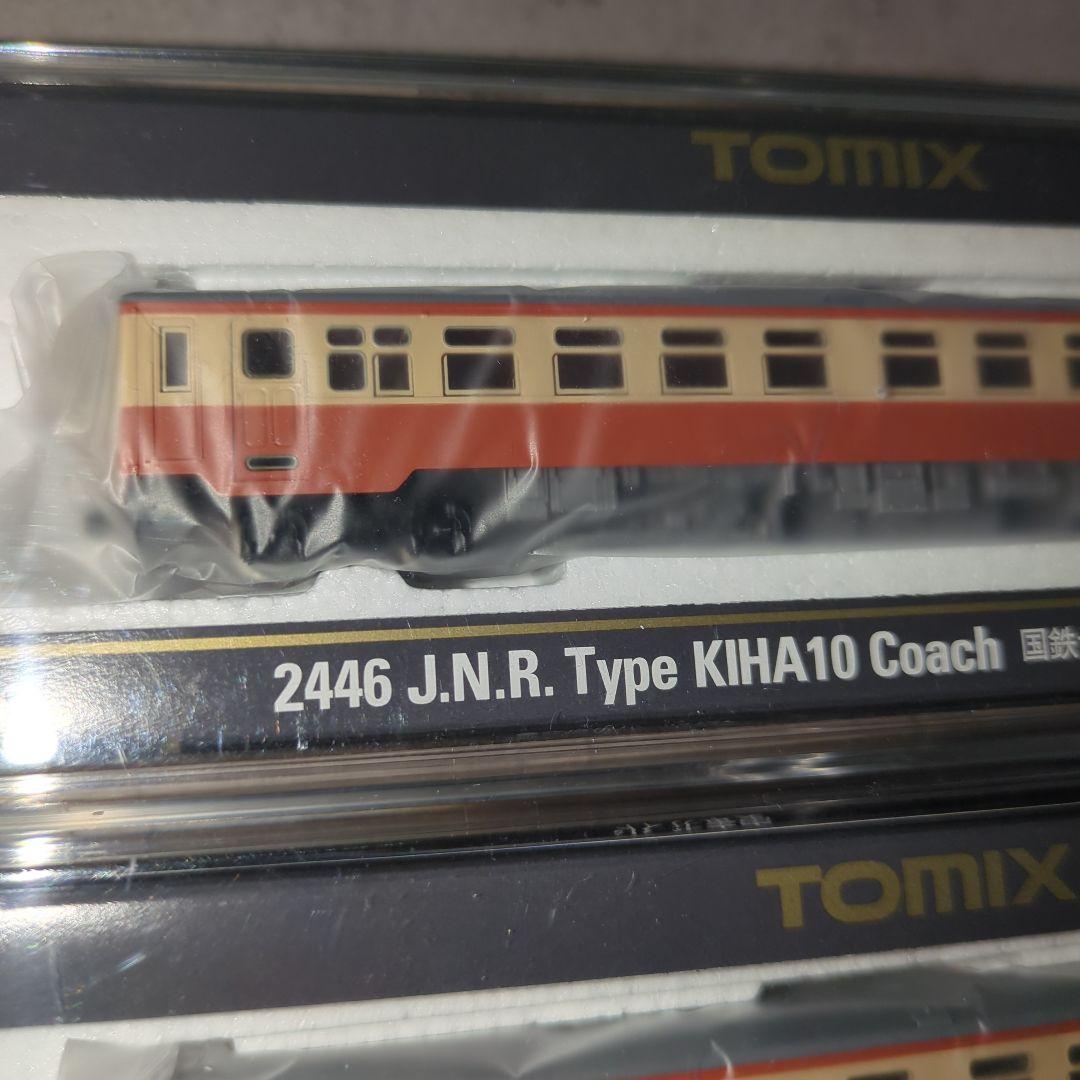 TOMIX
2446 J.N.R. Type KIHA10 Coach 国鉄
TOMIX